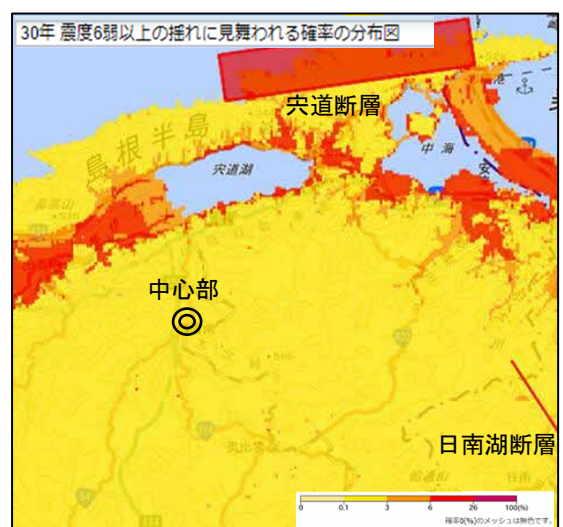 30年 震度6弱以上の揺れに見舞われる確率の分布図
宍道断層
島根半島
宍道湖
中海
中心部
日南湖断層
0 0.1 3 6 26 100(%)
確率0(%)のメッシュは無色です。